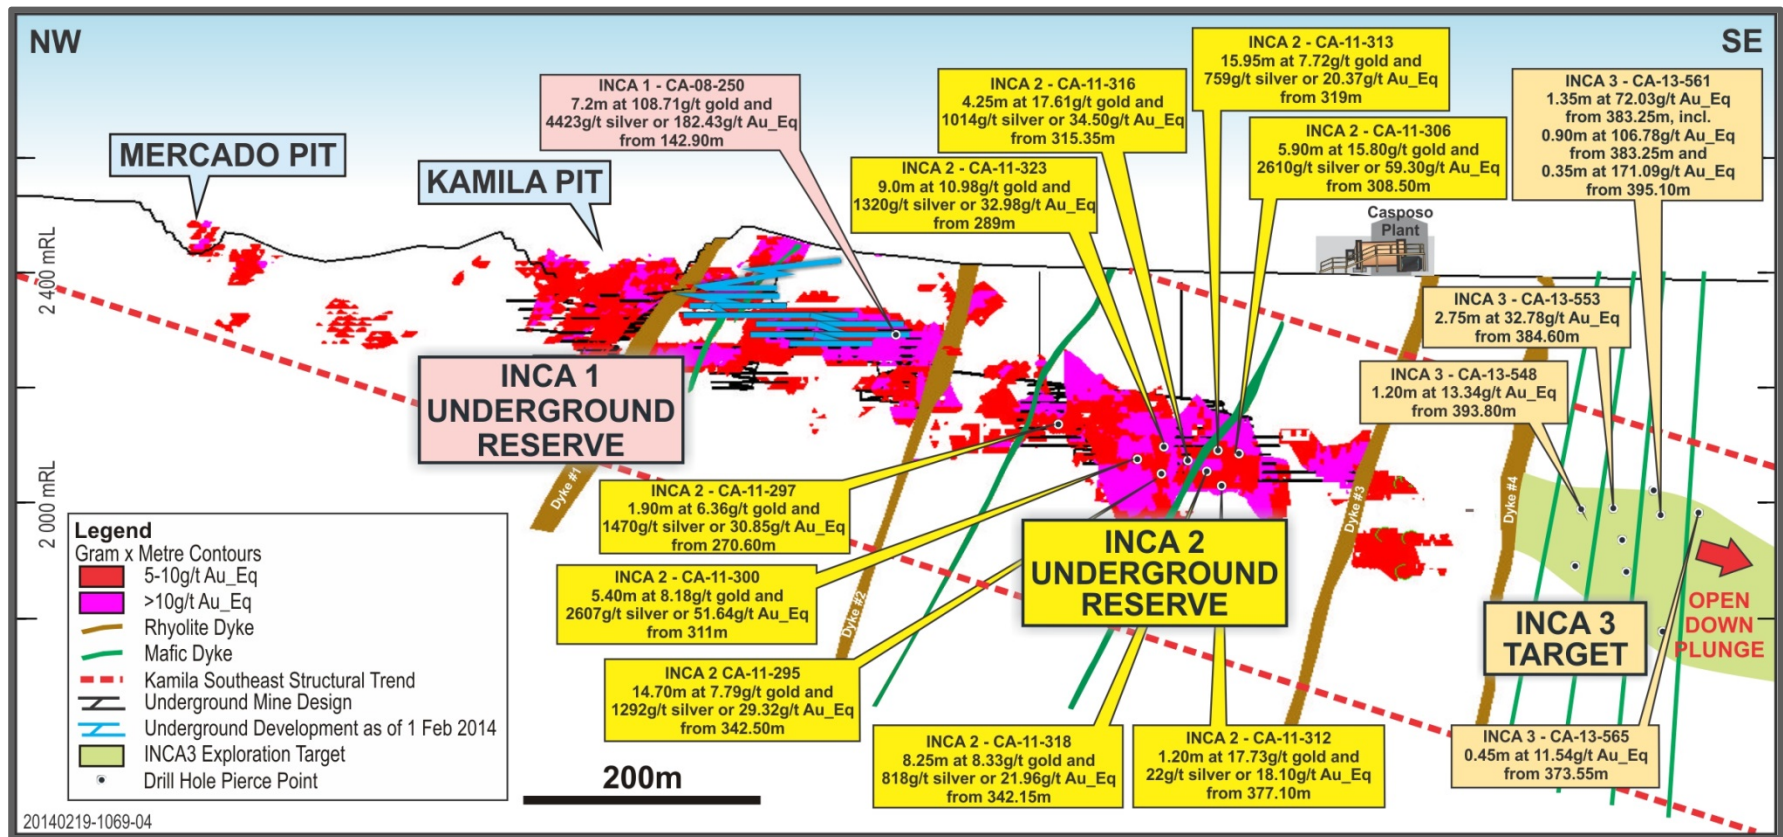 NW
SE
MERCADO PIT
KAMILA PIT
INCA 1 - CA-08-250
7.2m at 108.71g/t gold and
4423g/t silver or 182.43g/t Au_Eq
from 142.90m
INCA 2 - CA-11-316
4.25m at 17.61g/t gold and
1014g/t silver or 34.50g/t Au_Eq
from 315.35m
INCA 2 - CA-11-313
15.95m at 7.72g/t gold and
759g/t silver or 20.37g/t Au_Eq
from 319m
INCA 3 - CA-13-561
1.35m at 72.03g/t Au_Eq
from 383.25m, incl.
0.90m at 106.78g/t Au_Eq
from 383.25m and
0.35m at 171.09g/t Au_Eq
from 395.10m
INCA 2 - CA-11-323
9.0m at 10.98g/t gold and
1320g/t silver or 32.98g/t Au_Eq
from 289m
INCA 2 - CA-11-306
5.90m at 15.80g/t gold and
2610g/t silver or 59.30g/t Au_Eq
from 308.50m
Casposo
Plant
2 400 mRL
INCA 3 - CA-13-553
2.75m at 32.78g/t Au_Eq
from 384.60m
INCA 3 - CA-13-548
1.20m at 13.34g/t Au_Eq
from 393.80m
INCA 1
UNDERGROUND
RESERVE
Dyke #1
Dyke #2
Dyke #3
Dyke #4
2 000 mRL
INCA 2 - CA-11-297
1.90m at 6.36g/t gold and
1470g/t silver or 30.85g/t Au_Eq
from 270.60m
INCA 2 - CA-11-300
5.40m at 8.18g/t gold and
2607g/t silver or 51.64g/t Au_Eq
from 311m
INCA 2 CA-11-295
14.70m at 7.79g/t gold and
1292g/t silver or 29.32g/t Au_Eq
from 342.50m
INCA 2
UNDERGROUND
RESERVE
INCA 3
TARGET
OPEN
DOWN
PLUNGE
INCA 2 - CA-11-318
8.25m at 8.33g/t gold and
818g/t silver or 21.96g/t Au_Eq
from 342.15m
INCA 2 - CA-11-312
1.20m at 17.73g/t gold and
22g/t silver or 18.10g/t Au_Eq
from 377.10m
INCA 3 - CA-13-565
0.45m at 11.54g/t Au_Eq
from 373.55m
Legend
Gram x Metre Contours
5-10g/t Au_Eq
>10g/t Au_Eq
Rhyolite Dyke
Mafic Dyke
Kamila Southeast Structural Trend
Underground Mine Design
Underground Development as of 1 Feb 2014
INCA3 Exploration Target
Drill Hole Pierce Point
200m
20140219-1069-04